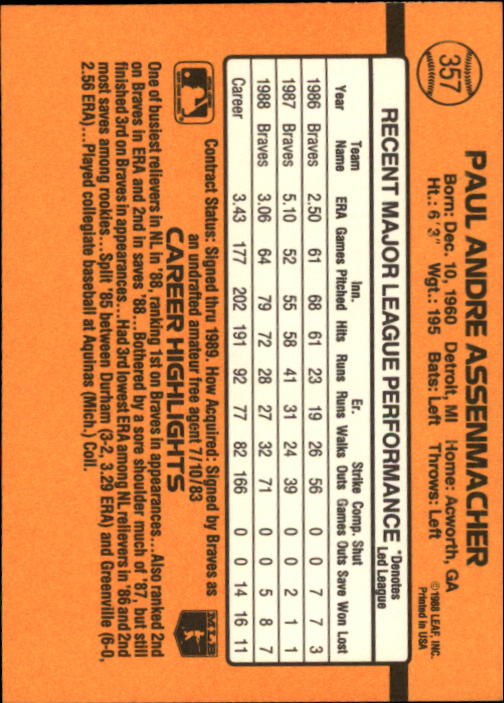 357
PAUL ANDRE ASSENMACHER
Born: Dec. 10, 1960 Detroit, MI Home: Acworth, GA
Ht.: 6'3" Wgt.: 195 Bats: Left Throws: Left
©1988 LEAF, INC.
Printed in USA
RECENT MAJOR LEAGUE PERFORMANCE
*Denotes
Led League
Team Inn. Er. Strike Comp. Shut
Year Name ERA Games Pitched Hits Runs Runs Walks Outs Games Outs Save Won Lost
1986 Braves 2.50 61 68 61 23 19 26 56 0 0 7 7 3
1987 Braves 5.10 52 55 58 41 31 24 39 0 0 2 1 1
1988 Braves 3.06 64 79 72 28 27 32 71 0 0 5 8 7
Career 3.43 177 202 191 92 77 82 166 0 0 14 16 11
Contract Status: Signed thru 1989. How Acquired: Signed by Braves as
an undrafted amateur free agent 7/10/83
CAREER HIGHLIGHTS
MLB
One of busiest relievers in NL in '88, ranking 1st on Braves in appearances...Also ranked 2nd
on Braves in ERA and 2nd in saves '88...Bothered by a sore shoulder much of '87, but still
finished 3rd on Braves in appearances...Had 3rd lowest ERA among NL relievers in '86 and 2nd
most saves among rookies...Split '85 between Durham (3-2, 3.29 ERA) and Greenville (6-0,
2.56 ERA)...Played collegiate baseball at Aquinas (Mich.) Coll.